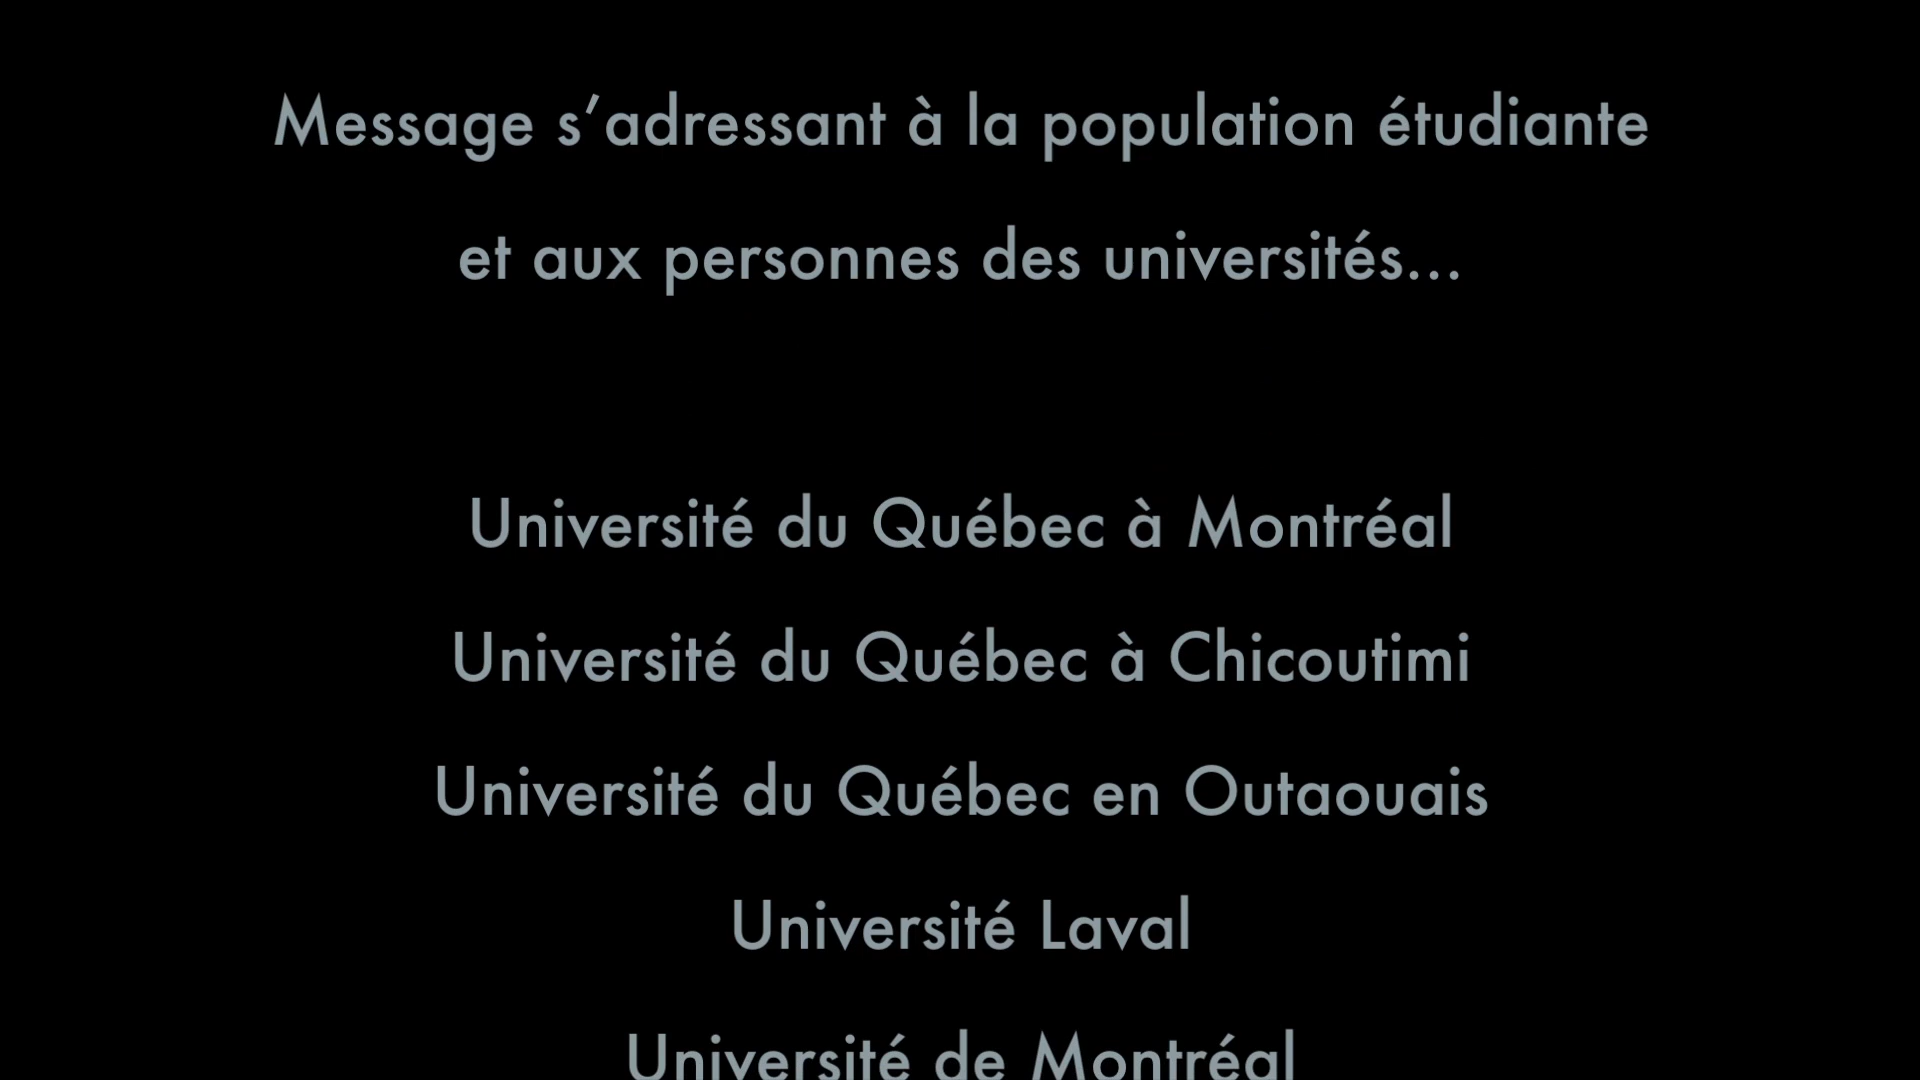 Message s’adressant à la population étudiante
et aux personnes des universités...
Université du Québec à Montréal
Université du Québec à Chicoutimi
Université du Québec en Outaouais
Université Laval
Université de Montréal